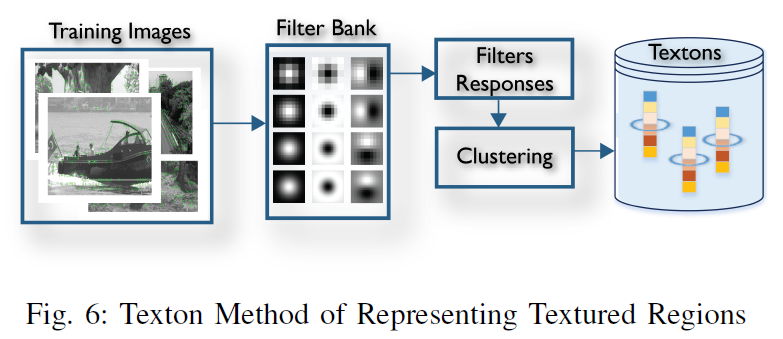 Training Images
Filter Bank
Filters
Responses
Clustering
Textons
Fig. 6: Texton Method of Representing Textured Regions